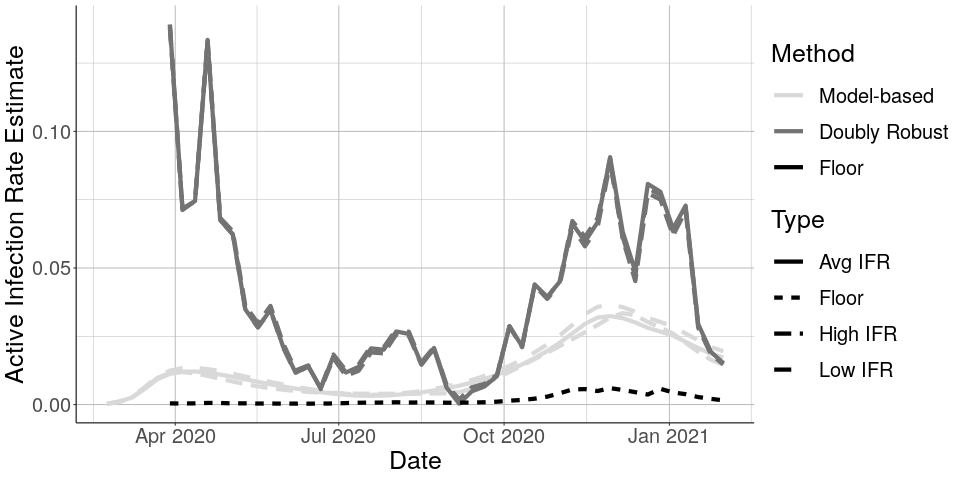 Active Infection Rate Estimate
0.10
0.05
0.00
Apr 2020
Jul 2020
Oct 2020
Jan 2021
Date
Method
Model-based
Doubly Robust
Floor
Type
Avg IFR
Floor
High IFR
Low IFR